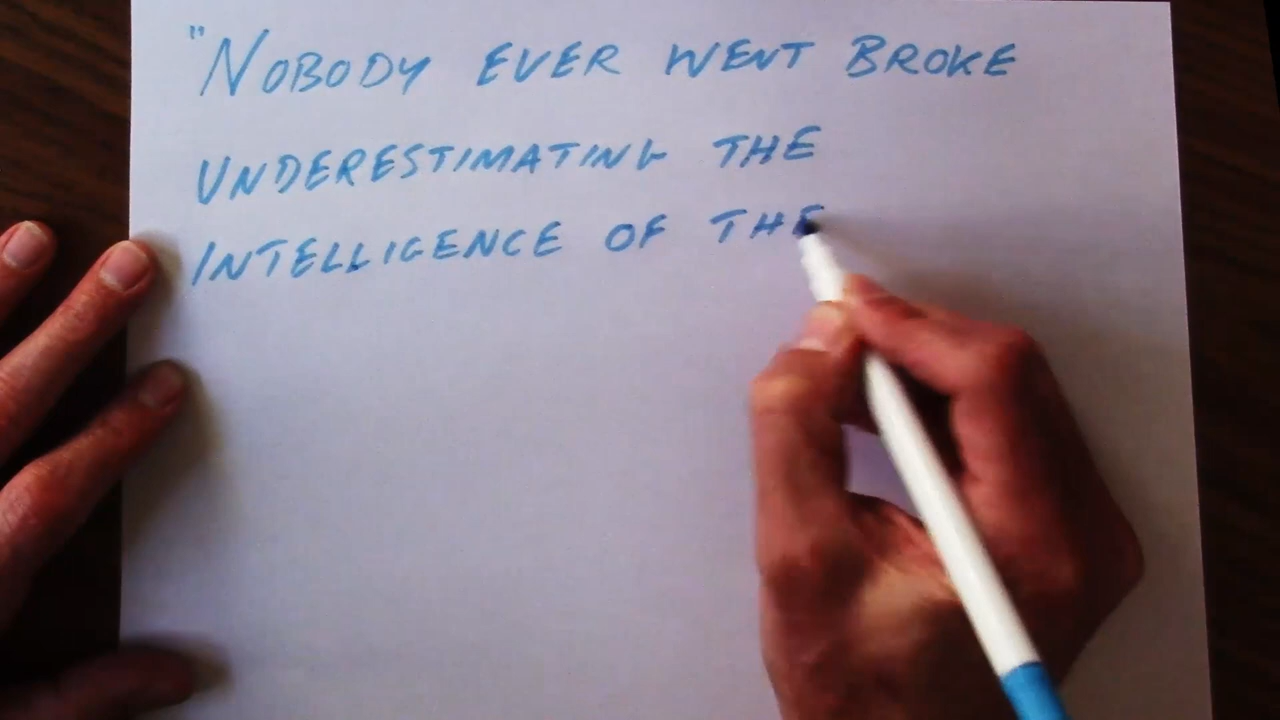 "NOBODY EVER WENT BROKE
UNDERESTIMATING THE
INTELLIGENCE OF THE